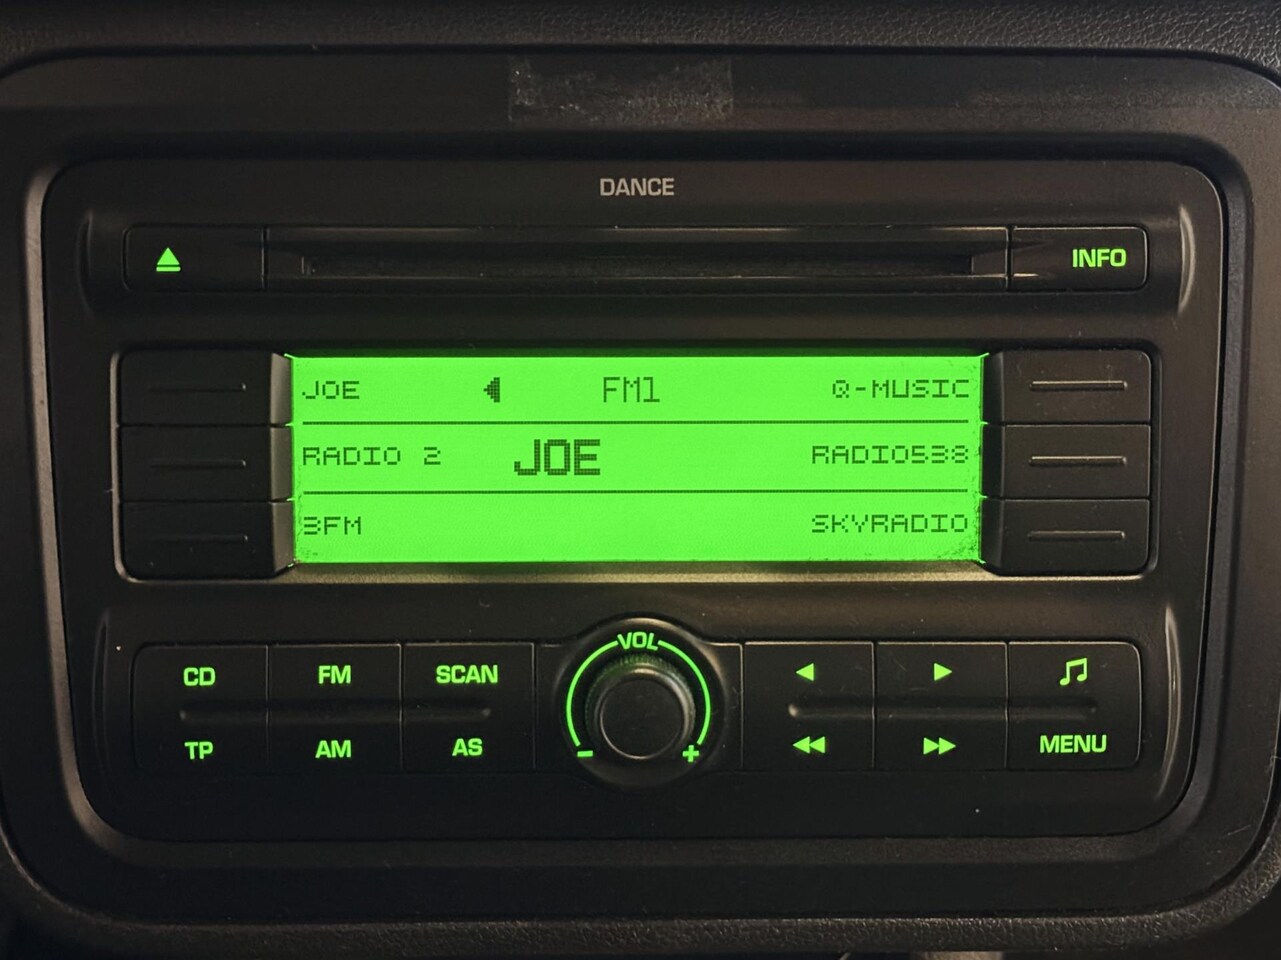 DANCE
INFO
JOE FM1 Q-MUSIC
RADIO 2 JOE RADIO538
3FM SKYRADIO
VOL
CD FM SCAN
TP AM AS - + MENU